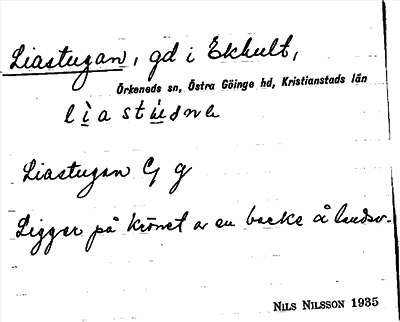 Liastugan, gd i Ekhult,
Örkeneds sn, Östra Göinge hd, Kristianstads län
Liastugan G g
Ligger på krönet av en backe å landsv.
NILS NILSSON 1935